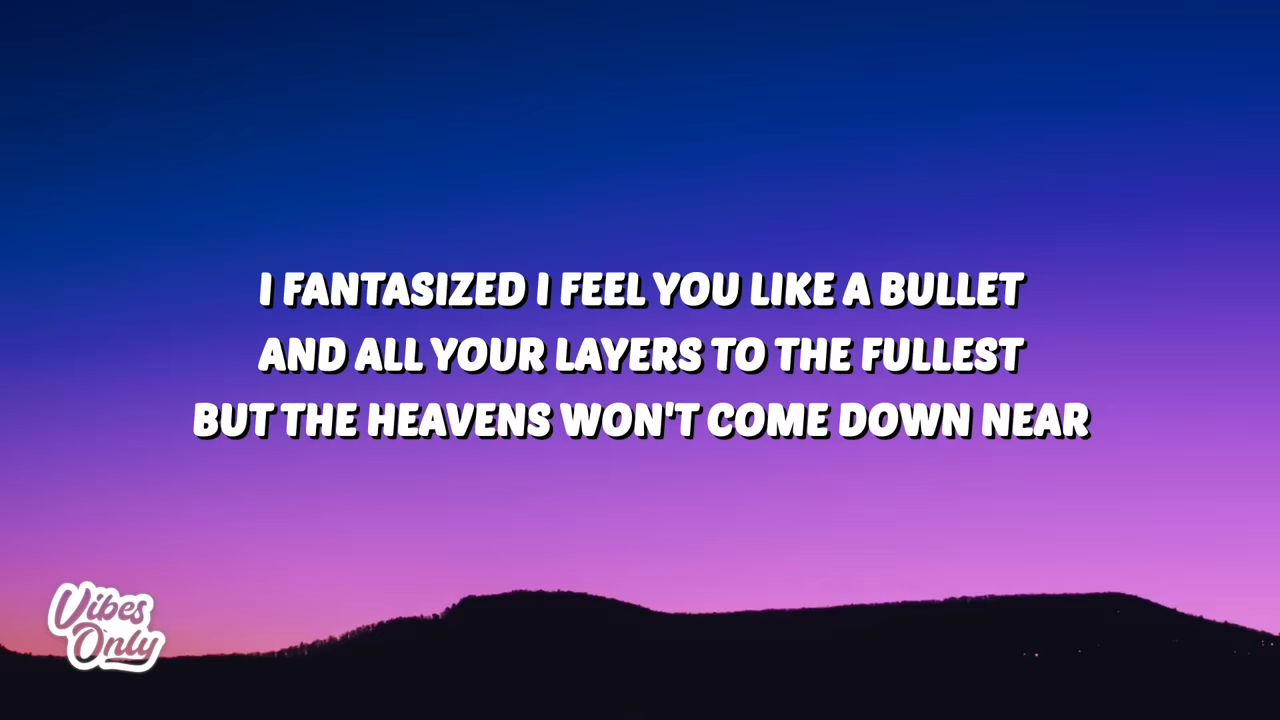 I FANTASIZED I FEEL YOU LIKE A BULLET
AND ALL YOUR LAYERS TO THE FULLEST
BUT THE HEAVENS WON'T COME DOWN NEAR
Vibes
Only